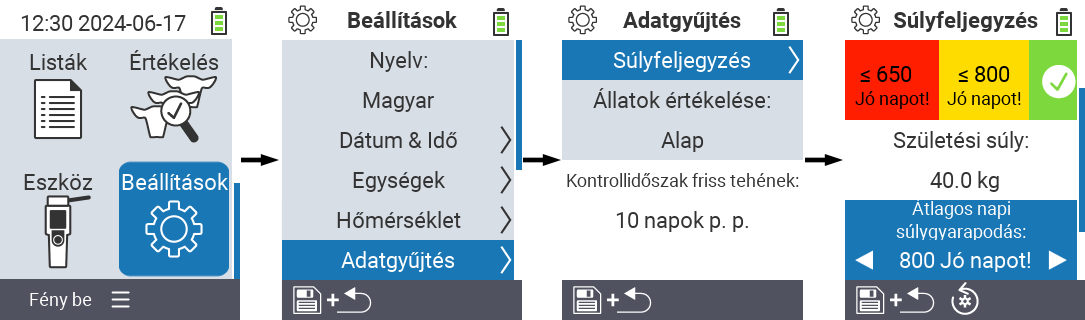 12:30 2024-06-17
Listák
Értékelés
Eszköz
Beállítások
Fény be
Beállítások
Nyelv:
Magyar
Dátum & Idő
Egységek
Hőmérséklet
Adatgyűjtés
+
Adatgyűjtés
Súlyfeljegyzés
Állatok értékelése:
Alap
Kontrollidőszak friss tehének:
10 napok p. p.
+
Súlyfeljegyzés
≤ 650
Jó napot!
≤ 800
Jó napot!
Születési súly:
40.0 kg
Átlagos napi
súlygyarapodás:
800 Jó napot!
+